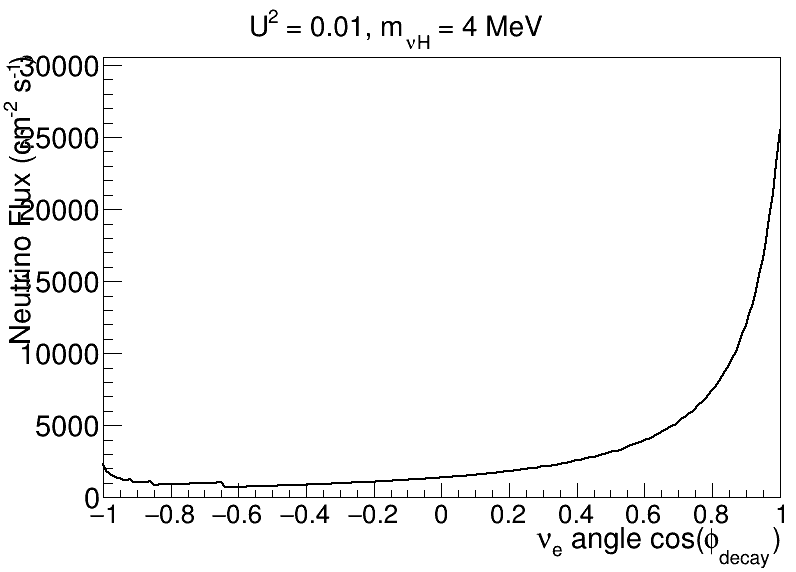 U² = 0.01, m_νH = 4 MeV
Neutrino Flux (cm⁻² s⁻¹)
30000
25000
20000
15000
10000
5000
0
−1 −0.8 −0.6 −0.4 −0.2 0 0.2 0.4 0.6 0.8 1
ν_e angle cos(ϕ_decay)